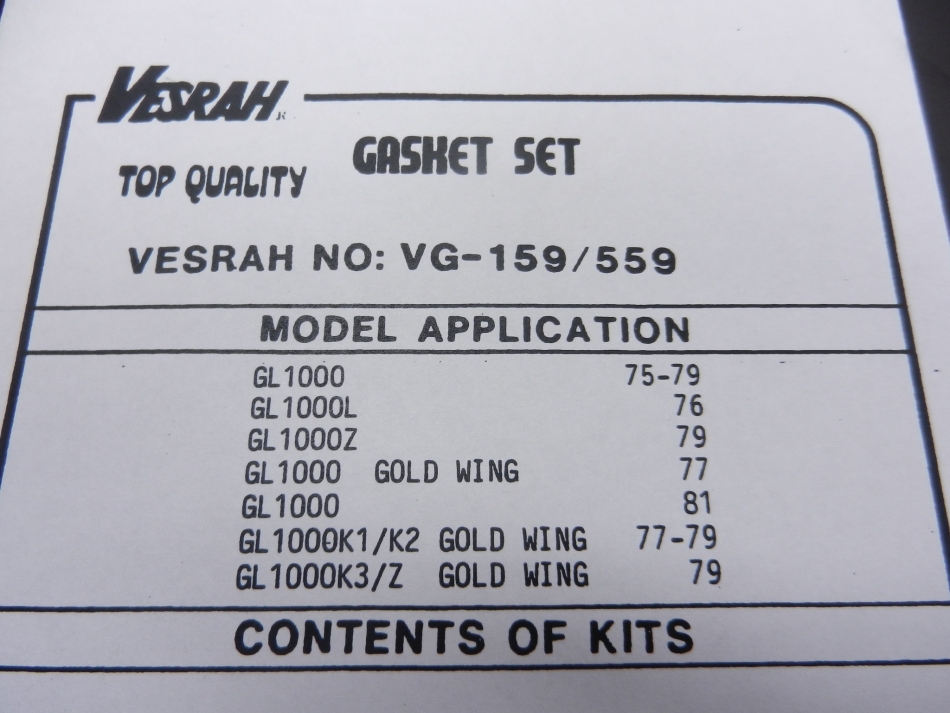 VESRAH JR
GASKET SET
TOP QUALITY
VESRAH NO: VG-159/559
MODEL APPLICATION
GL1000 75-79
GL1000L 76
GL1000Z 79
GL1000 GOLD WING 77
GL1000 81
GL1000K1/K2 GOLD WING 77-79
GL1000K3/Z GOLD WING 79
CONTENTS OF KITS